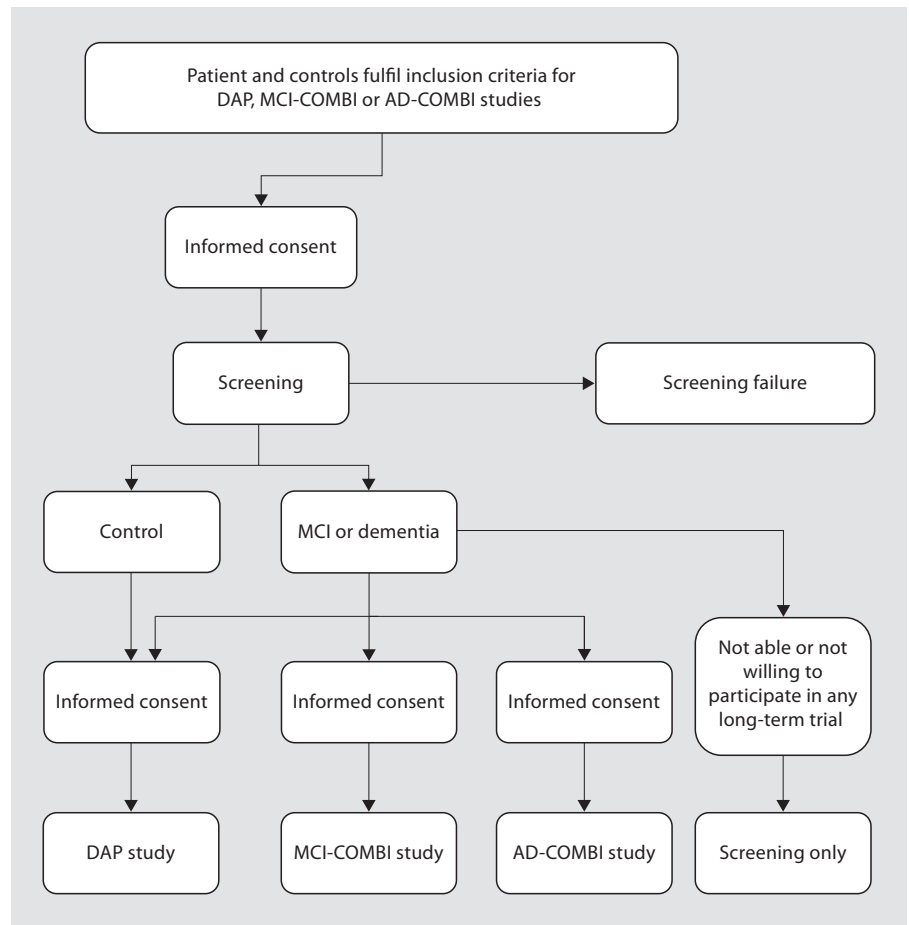 Patient and controls fulfil inclusion criteria for
DAP, MCI-COMBI or AD-COMBI studies
Informed consent
Screening
Screening failure
Control
MCI or dementia
Not able or not
willing to
participate in any
long-term trial
Informed consent
Informed consent
Informed consent
DAP study
MCI-COMBI study
AD-COMBI study
Screening only